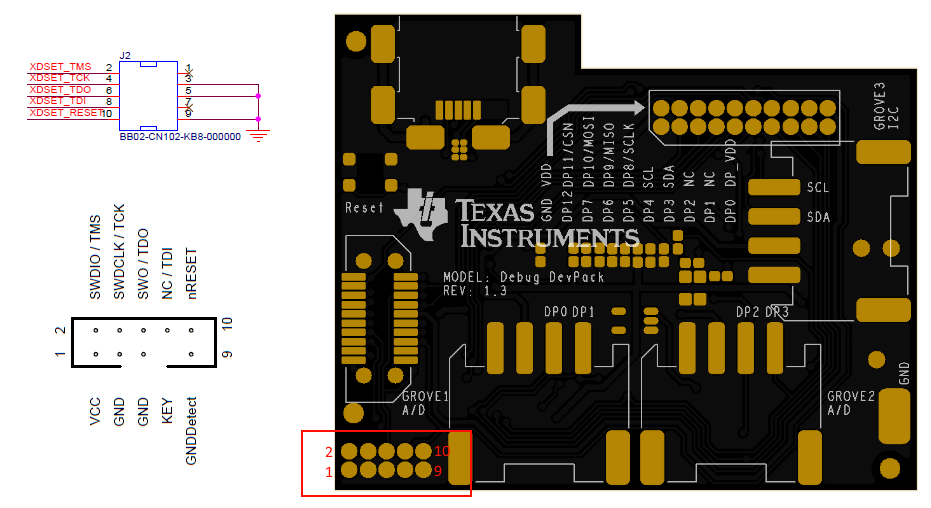 J2
XDSET_TMS 2 1
XDSET_TCK 4 3
XDSET_TDO 6 5
XDSET_TDI 8 7
XDSET_RESET 10 9
BB02-CN102-KB8-000000
SWDIO / TMS
SWDCLK / TCK
SWO / TDO
NC / TDI
nRESET
2 10
1 9
VCC
GND
GND
KEY
GNDDetect
GROVE3
I2C
GND VDD
DP12 DP11/CSN
DP7 DP10/MOSI
DP6 DP9/MISO
DP5 DP8/SCLK
DP4 SCL
DP3 SDA
DP2 NC
DP1 NC
DP0 DP_VDD
Reset
TEXAS
INSTRUMENTS
SCL
SDA
MODEL: Debug DevPack
REV: 1.3
DP0 DP1
DP2 DP3
GND
GROVE1
A/D
GROVE2
A/D
2 10
1 9